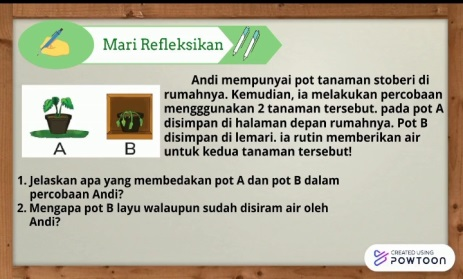 Mari Refleksikan
Andi mempunyai pot tanaman stoberi di
rumahnya. Kemudian, ia melakukan percobaan
mengggunakan 2 tanaman tersebut. pada pot A
disimpan di halaman depan rumahnya. Pot B
disimpan di lemari. ia rutin memberikan air
untuk kedua tanaman tersebut!
A
B
1. Jelaskan apa yang membedakan pot A dan pot B dalam
percobaan Andi?
2. Mengapa pot B layu walaupun sudah disiram air oleh
Andi?
CREATED USING
POWTOON